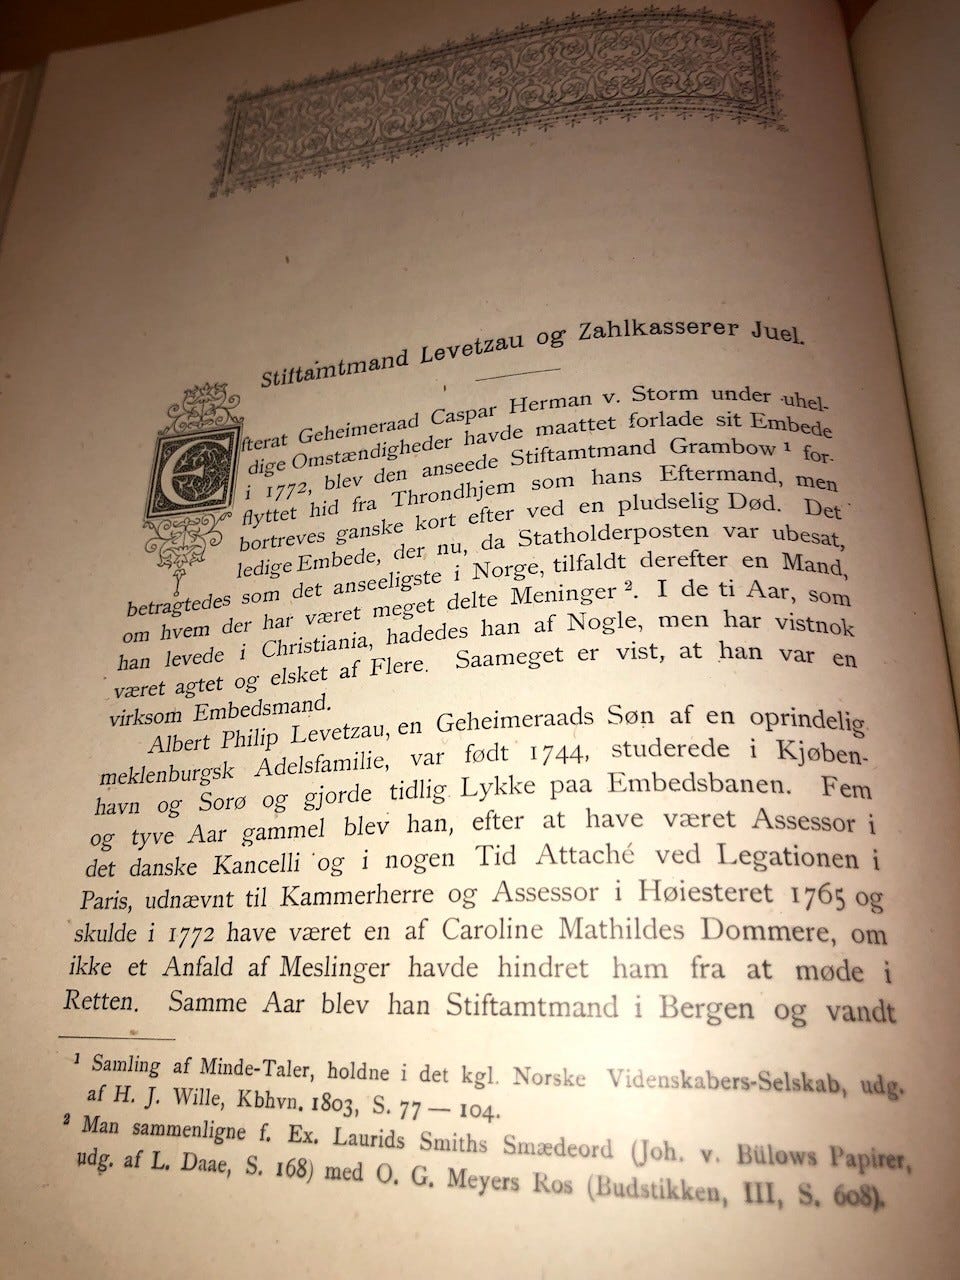 Stiftamtmand Levetzau og Zahlkasserer Juel.
Efterat Geheimeraad Caspar Herman v. Storm under uhel-
dige Omstændigheder havde maattet forlade sit Embede
i 1772, blev den anseede Stiftamtmand Grambow ¹ for-
flyttet hid fra Throndhjem som hans Eftermand, men
bortreves ganske kort efter ved en pludselig Død. Det
ledige Embede, der nu, da Statholderposten var ubesat,
betragtedes som det anseeligste i Norge, tilfaldt derefter en Mand,
om hvem der har været meget delte Meninger ². I de ti Aar, som
han levede i Christiania, hadedes han af Nogle, men har vistnok
været agtet og elsket af Flere. Saameget er vist, at han var en
virksom Embedsmand.
Albert Philip Levetzau, en Geheimeraads Søn af en oprindelig
meklenburgsk Adelsfamilie, var født 1744, studerede i Kjøben-
havn og Sorø og gjorde tidlig Lykke paa Embedsbanen. Fem
og tyve Aar gammel blev han, efter at have været Assessor i
det danske Kancelli og i nogen Tid Attaché ved Legationen i
Paris, udnævnt til Kammerherre og Assessor i Høiesteret 1765 og
skulde i 1772 have været en af Caroline Mathildes Dommere, om
ikke et Anfald af Meslinger havde hindret ham fra at møde i
Retten. Samme Aar blev han Stiftamtmand i Bergen og vandt
¹ Samling af Minde-Taler, holdne i det kgl. Norske Videnskabers-Selskab, udg.
af H. J. Wille, Kbhvn. 1803, S. 77 — 104.
² Man sammenligne f. Ex. Laurids Smiths Smædeord (Joh. v. Bülows Papirer,
udg. af L. Daae, S. 168) med O. G. Meyers Ros (Budstikken, III, S. 608).